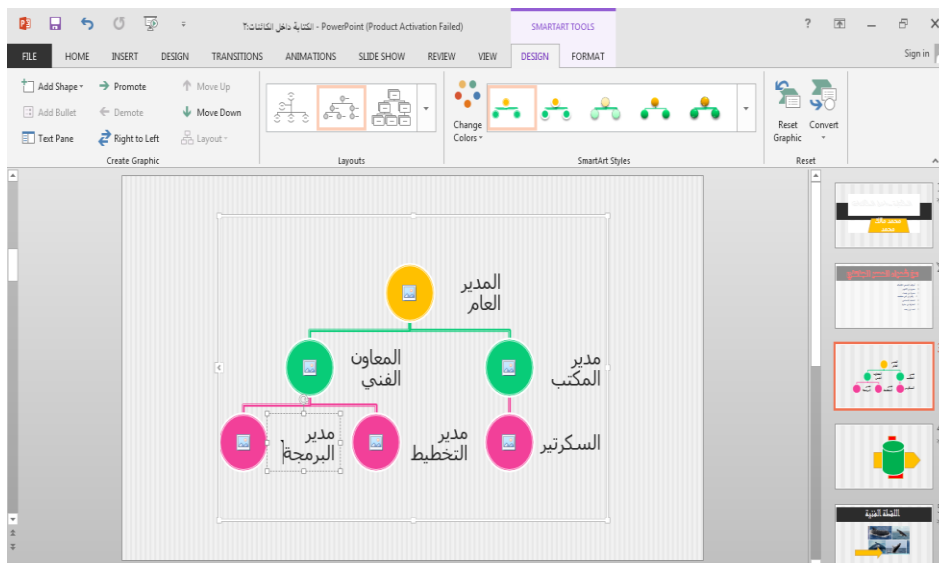 الكتابة داخل الكائنات؟ - PowerPoint (Product Activation Failed)
SMARTART TOOLS
FILE HOME INSERT DESIGN TRANSITIONS ANIMATIONS SLIDE SHOW REVIEW VIEW DESIGN FORMAT Sign in
Add Shape Promote Move Up
Add Bullet Demote Move Down
Text Pane Right to Left Layout
Create Graphic
Layouts
Change
Colors
SmartArt Styles
Reset
Graphic
Convert
Reset
المدير
العام
المعاون
الفني
مدير
المكتب
مدير
البرمجة
مدير
التخطيط
السكرتير
اللقطة الفنية